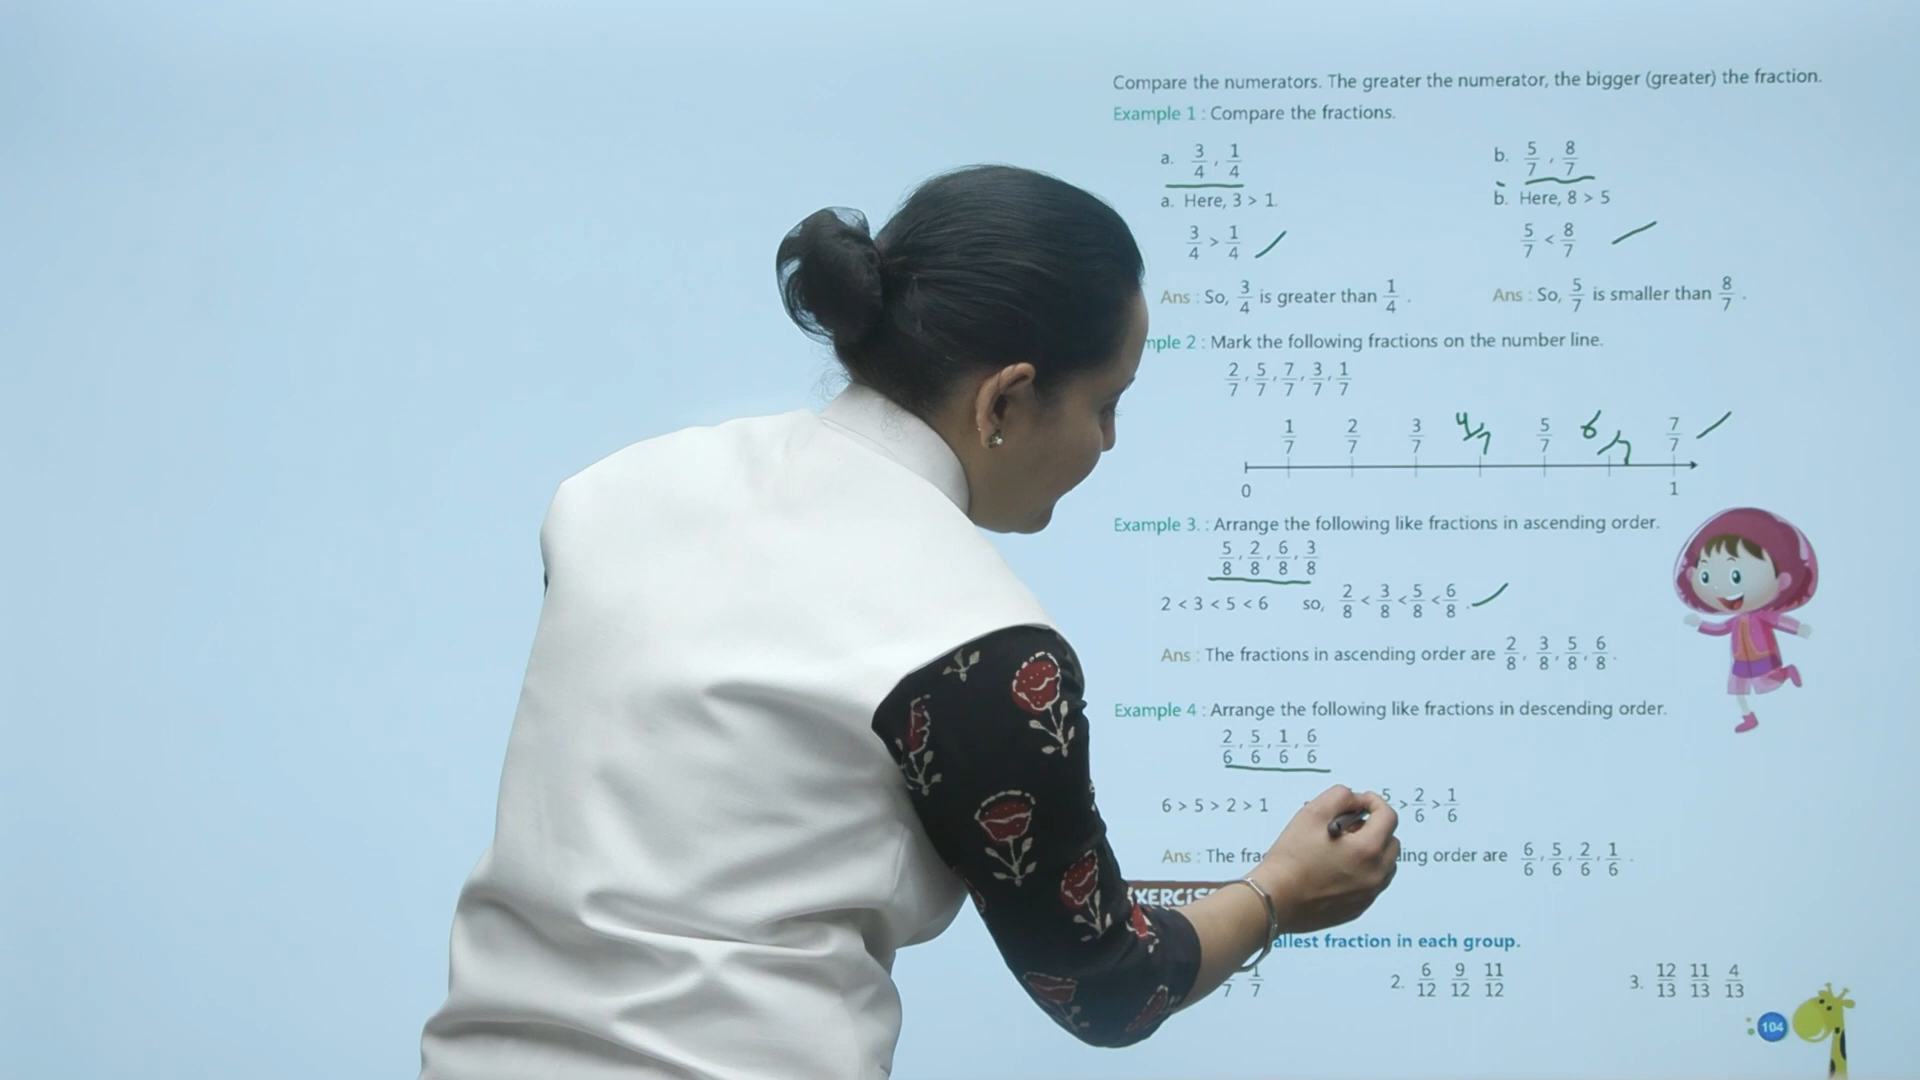 Compare the numerators. The greater the numerator, the bigger (greater) the fraction.
Example 1 : Compare the fractions.
a. 3/4 , 1/4
b. 5/7 , 8/7
a. Here, 3 > 1.
b. Here, 8 > 5
3/4 > 1/4
5/7 < 8/7
Ans : So, 3/4 is greater than 1/4 .
Ans : So, 5/7 is smaller than 8/7 .
mple 2 : Mark the following fractions on the number line.
2/7 , 5/7 , 7/7 , 3/7 , 1/7
1/7 2/7 3/7 4/7 5/7 6/7 7/7
0 1
Example 3. : Arrange the following like fractions in ascending order.
5/8 , 2/8 , 6/8 , 3/8
2 < 3 < 5 < 6 so, 2/8 < 3/8 < 5/8 < 6/8 .
Ans : The fractions in ascending order are 2/8 , 3/8 , 5/8 , 6/8 .
Example 4 : Arrange the following like fractions in descending order.
2/6 , 5/6 , 1/6 , 6/6
6 > 5 > 2 > 1 5 > 2/6 > 1/6
Ans : The fra ing order are 6/6 , 5/6 , 2/6 , 1/6 .
XERCIS
allest fraction in each group.
7 1/7
2. 6/12 9/12 11/12
3. 12/13 11/13 4/13
104